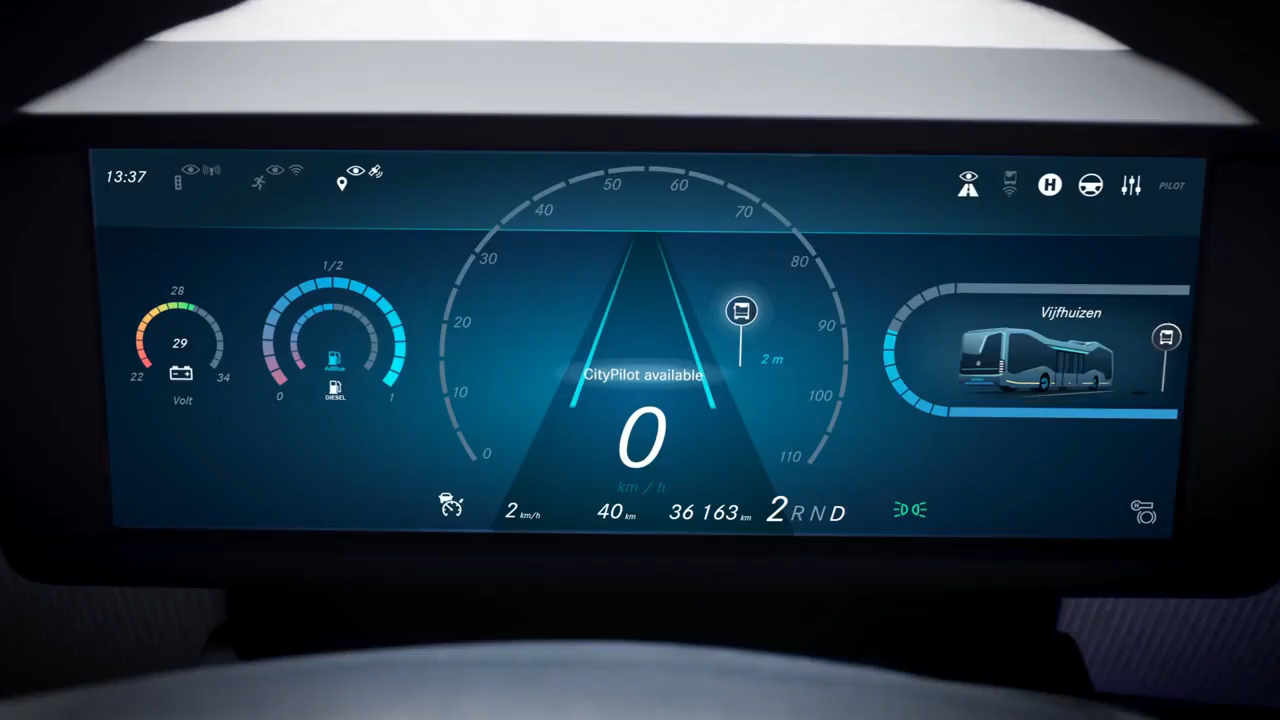 13:37
PILOT
50 60
40 70
30 80
20 90
10 100
0 110
28
29
22 34
Volt
1/2
AdBlue
DIESEL
0 1
Vijfhuizen
2 m
CityPilot available
0
km / h
2 km/h
40 km
36 163 km
2 R N D
H
H